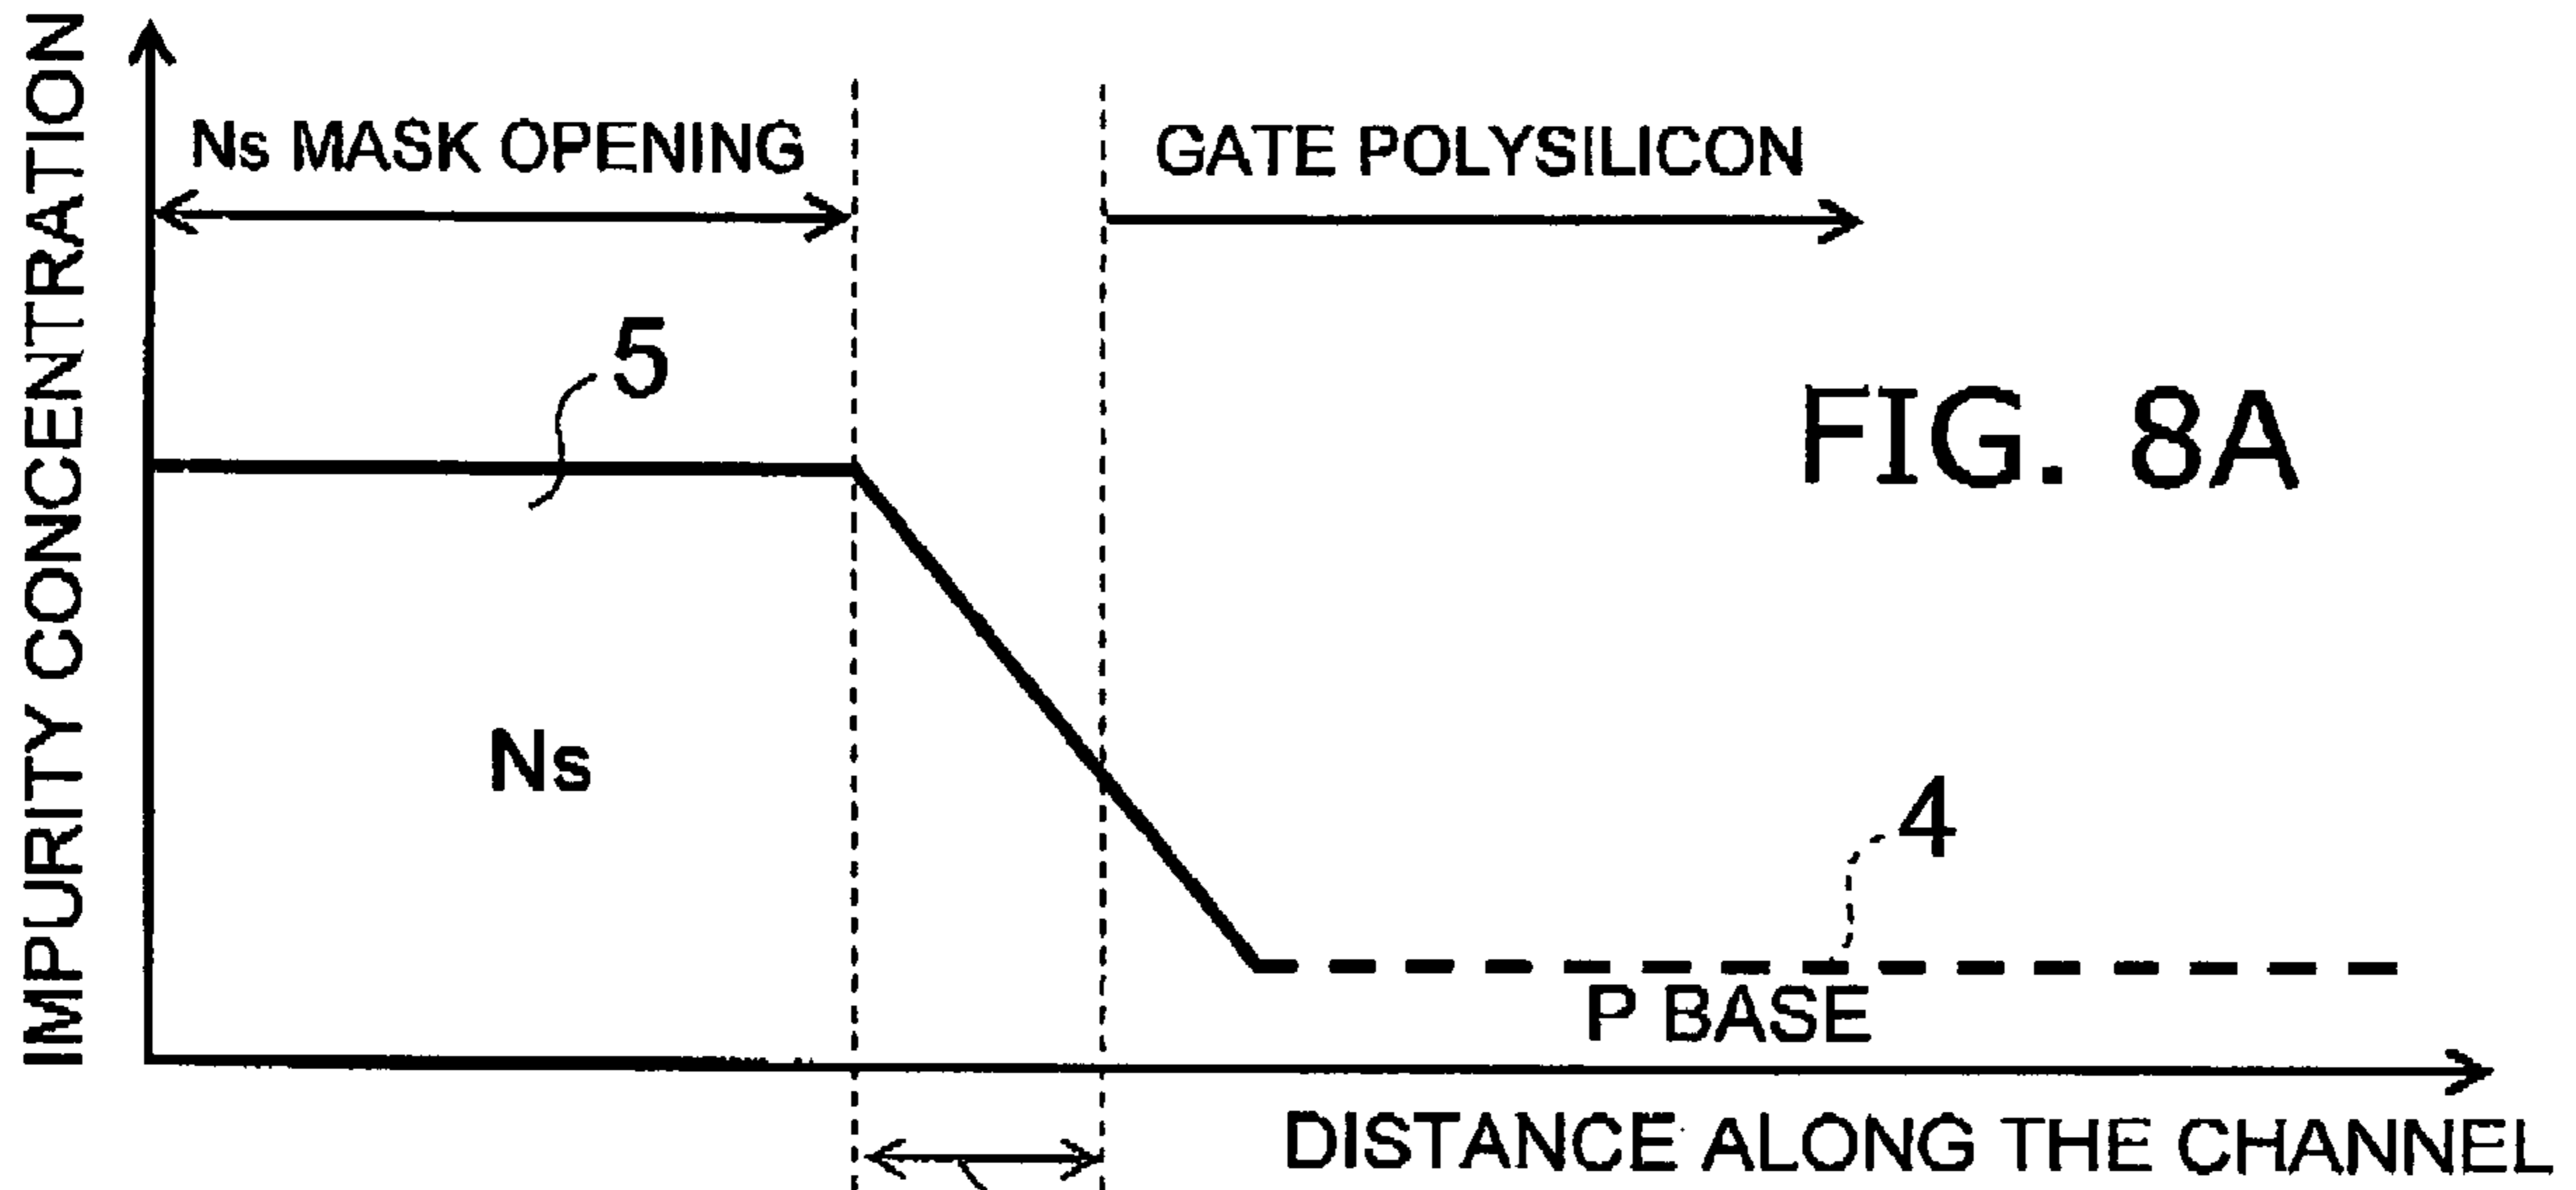 IMPURITY CONCENTRATION
Ns MASK OPENING
GATE POLYSILICON
5
FIG. 8A
Ns
4
P BASE
DISTANCE ALONG THE CHANNEL